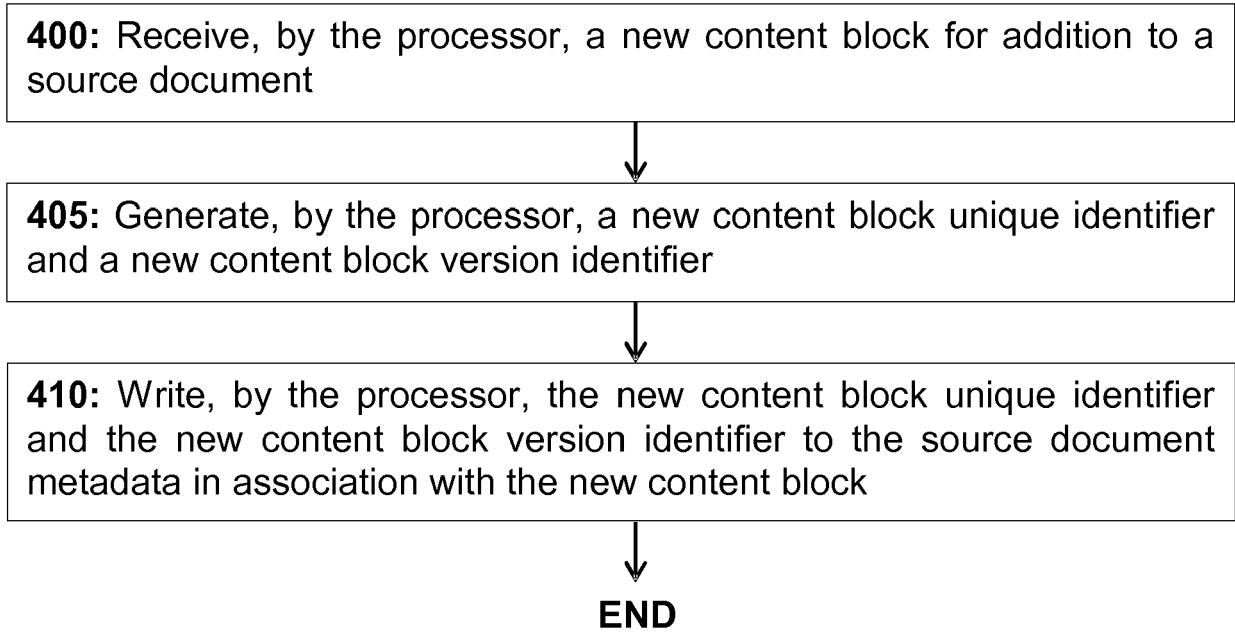 400: Receive, by the processor, a new content block for addition to a
source document
405: Generate, by the processor, a new content block unique identifier
and a new content block version identifier
410: Write, by the processor, the new content block unique identifier
and the new content block version identifier to the source document
metadata in association with the new content block
END